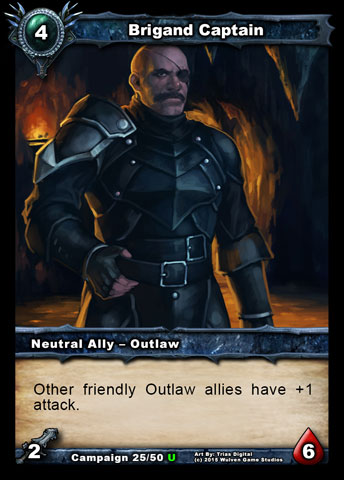 4
Brigand Captain
Neutral Ally – Outlaw
Other friendly Outlaw allies have +1
attack.
2
Campaign 25/50 U
Art By: Trias Digital
(c) 2015 Wulven Game Studios
6